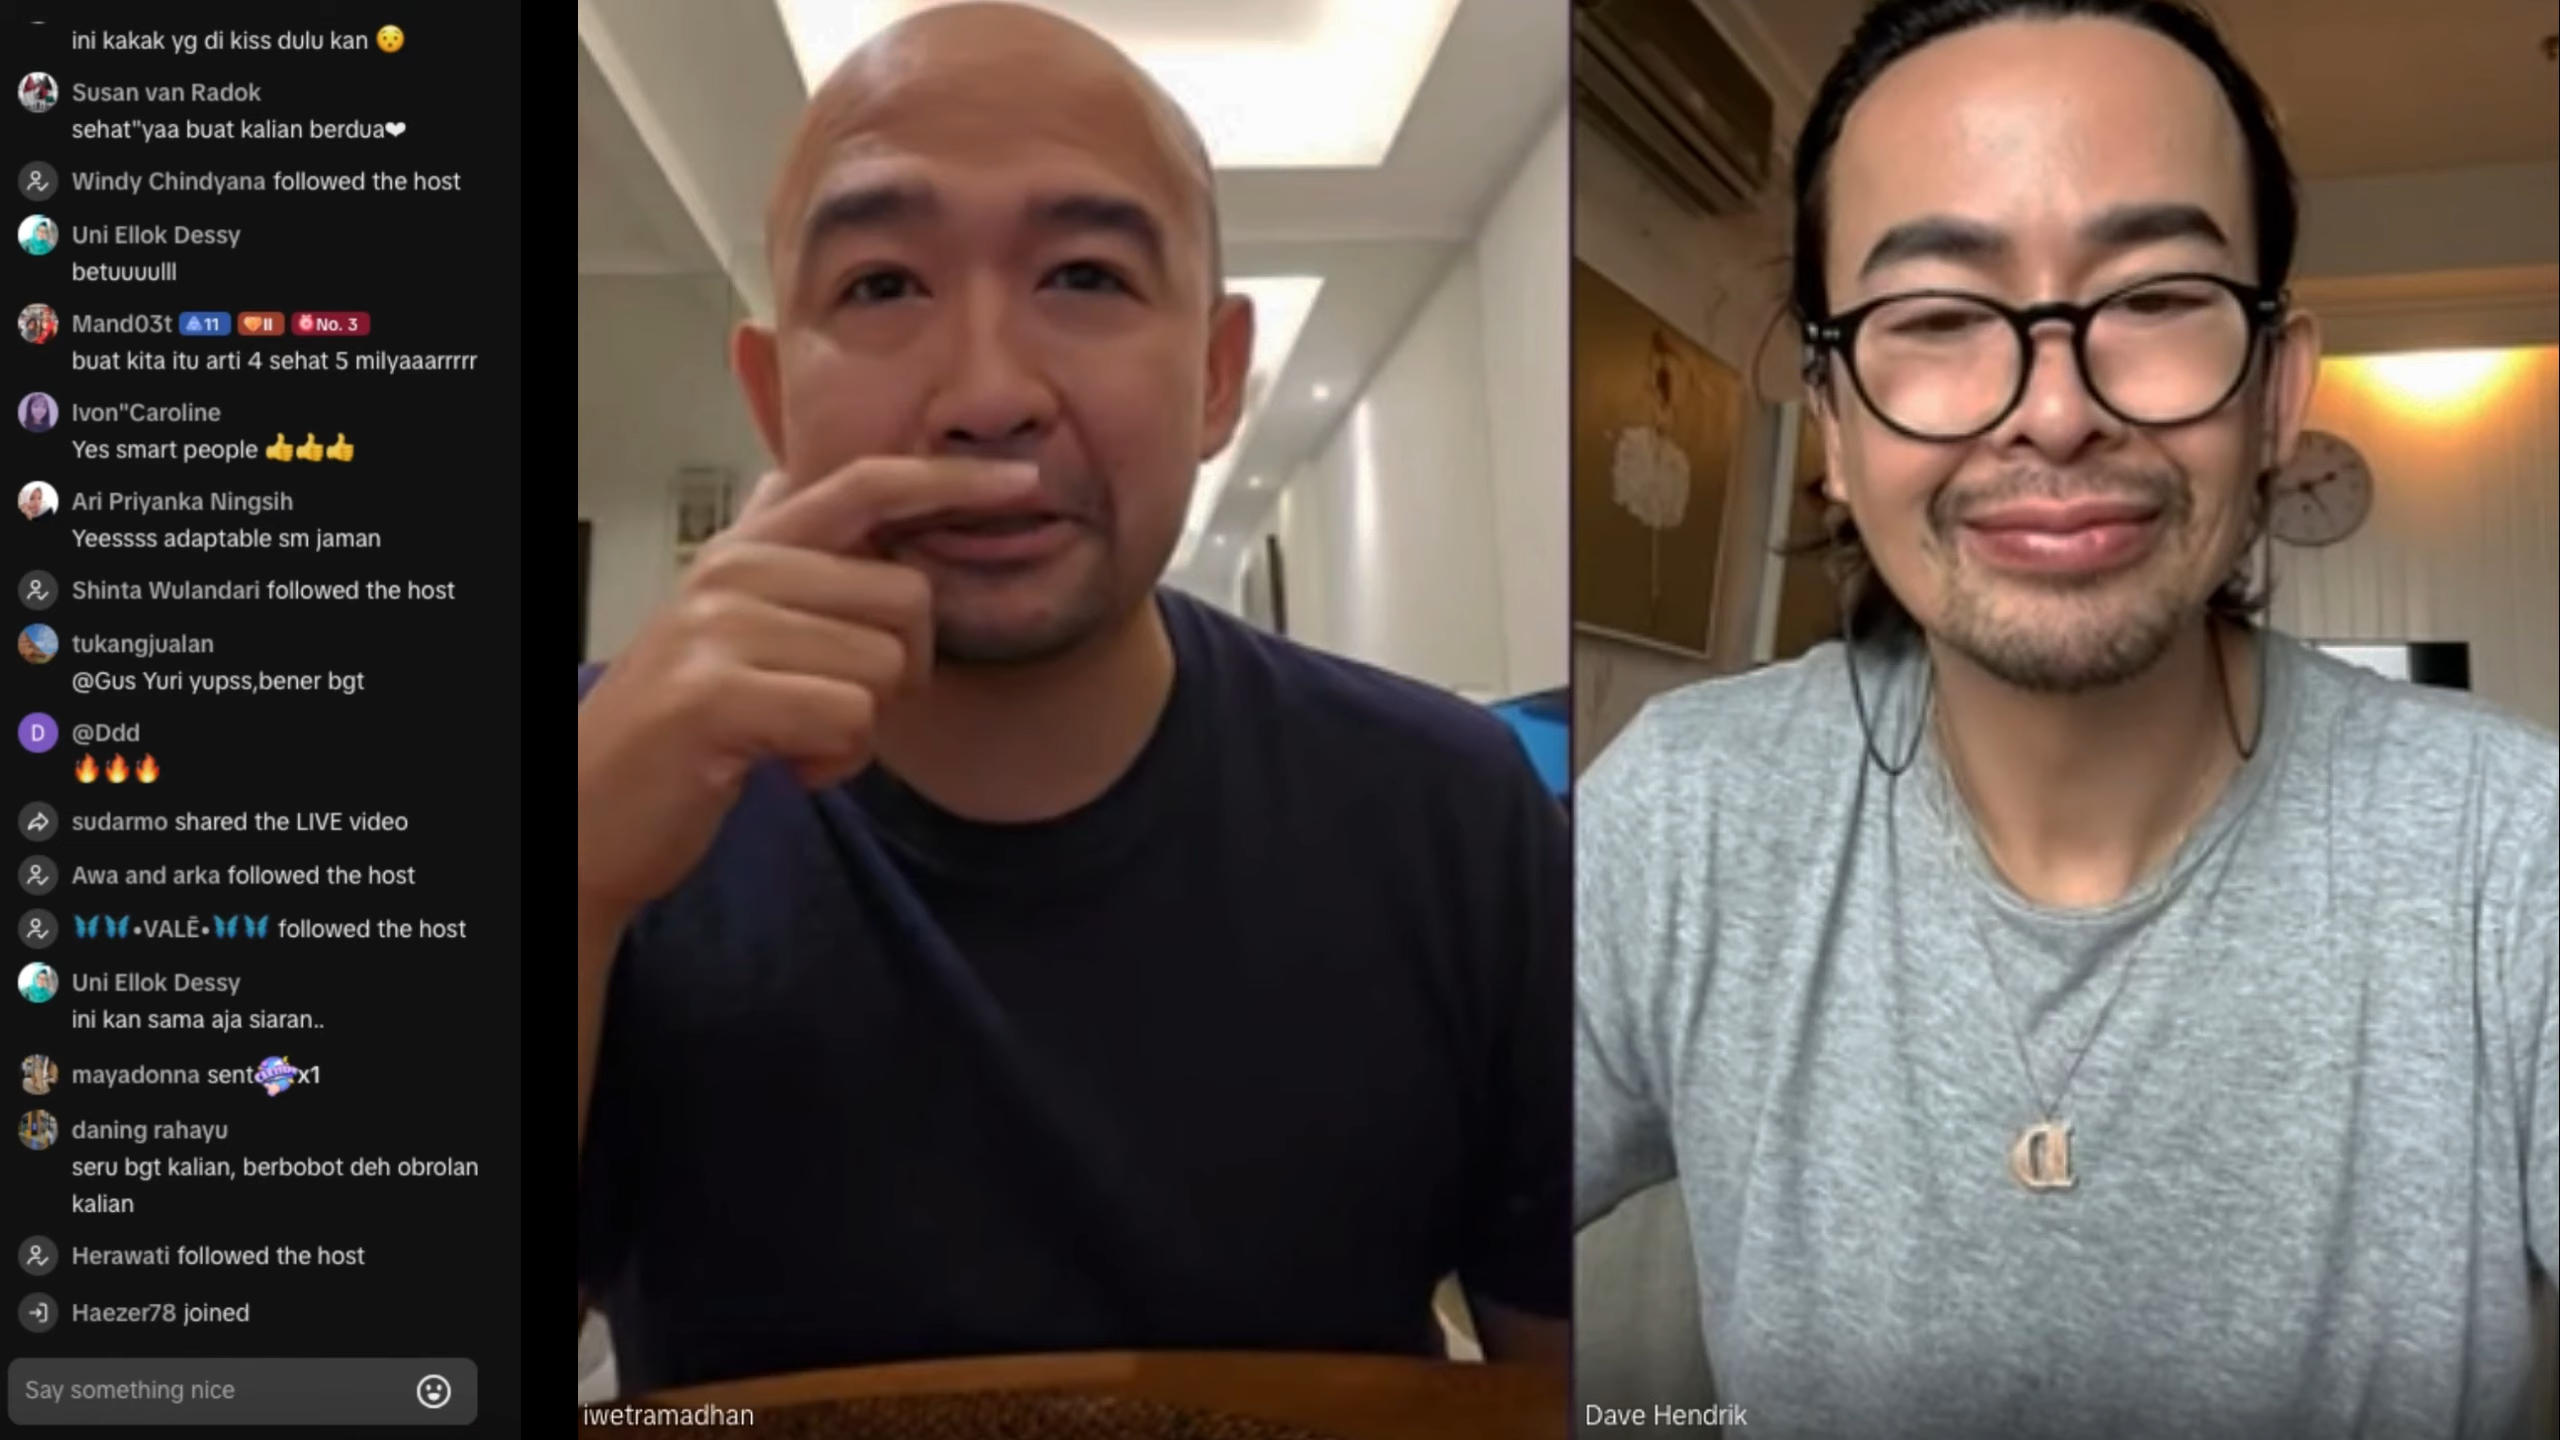 ini kakak yg di kiss dulu kan 😯
Susan van Radok
sehat"yaa buat kalian berdua❤
Windy Chindyana followed the host
Uni Ellok Dessy
betuuuulll
Mand03t 11 II No. 3
buat kita itu arti 4 sehat 5 milyaaarrrrr
Ivon"Caroline
Yes smart people 👍👍👍
Ari Priyanka Ningsih
Yeessss adaptable sm jaman
Shinta Wulandari followed the host
tukangjualan
@Gus Yuri yupss,bener bgt
D @Ddd
🔥🔥🔥
sudarmo shared the LIVE video
Awa and arka followed the host
🦋🦋•VALĒ•🦋🦋 followed the host
Uni Ellok Dessy
ini kan sama aja siaran..
mayadonna sent x1
daning rahayu
seru bgt kalian, berbobot deh obrolan
kalian
Herawati followed the host
Haezer78 joined
Say something nice
iwetramadhan
Dave Hendrik